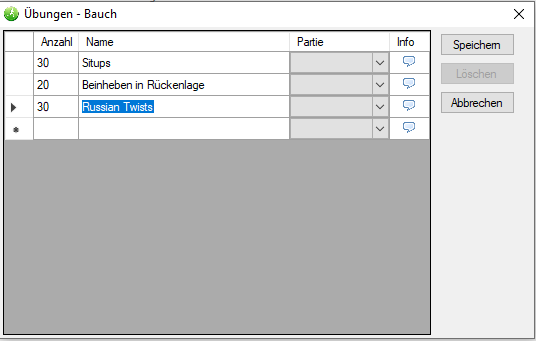 Übungen - Bauch
Anzahl Name Partie Info
Speichern
30 Situps
Löschen
20 Beinheben in Rückenlage
30 Russian Twists
Abbrechen